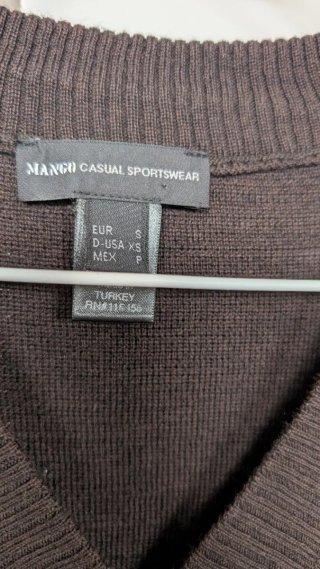 MANGO CASUAL SPORTSWEAR
EUR S
D-USA XS
MEX P
TURKEY